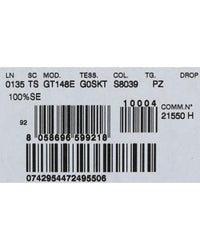 LN SC MOD. TESS. COL. TG. DROP
0135 TS GT148E G0SKT S8039 PZ
100%SE
10004
COMM.N°
21550 H
92
8 058696 599218
0742954472495506